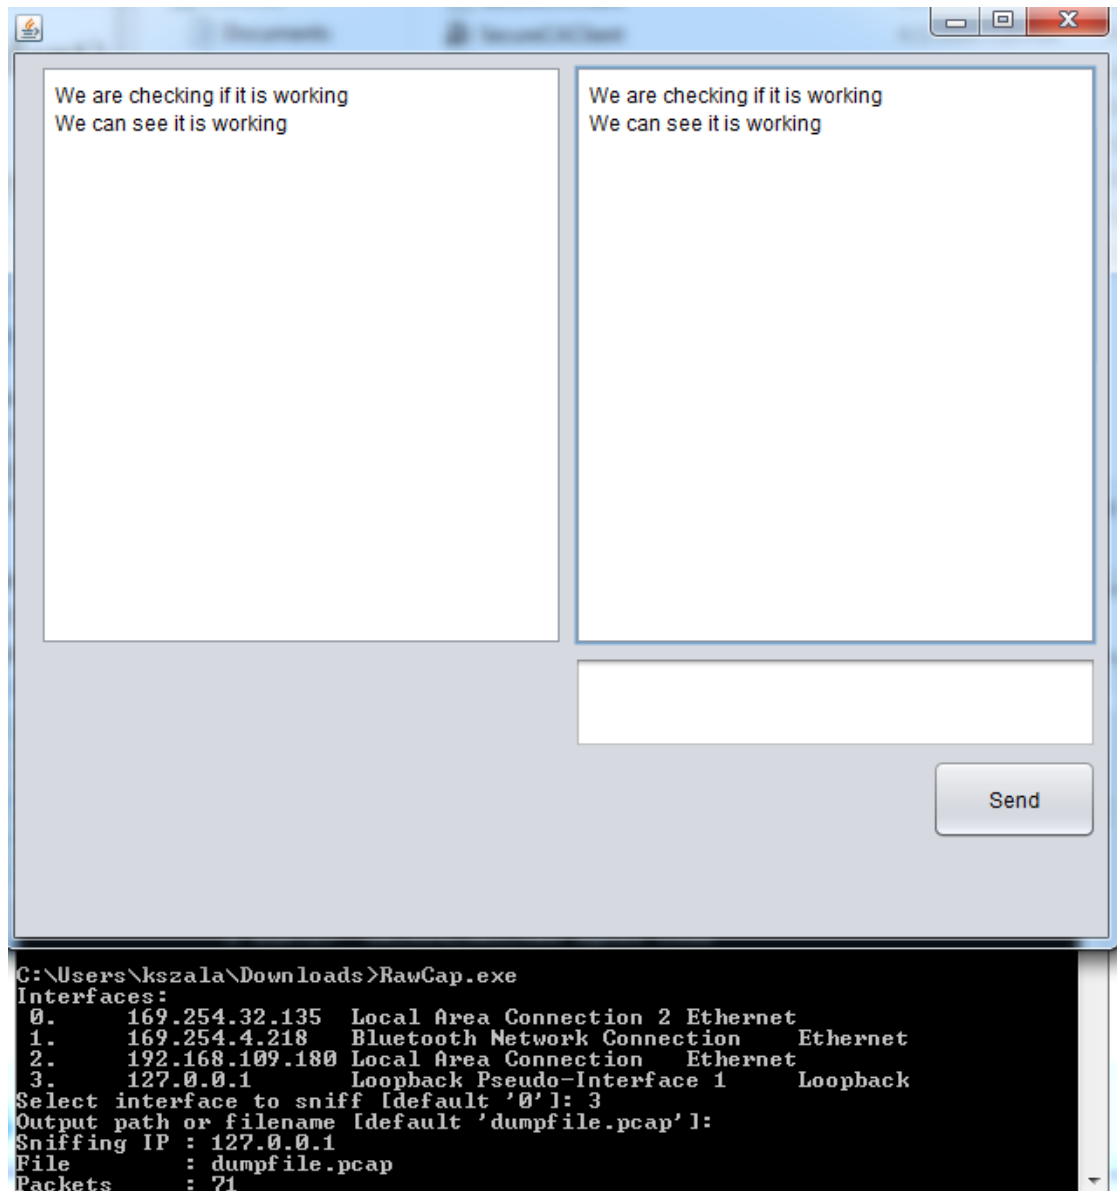 Documents
SecureCAClient
We are checking if it is working
We can see it is working
We are checking if it is working
We can see it is working
Send
C:\Users\kszala\Downloads>RawCap.exe
Interfaces:
0. 169.254.32.135 Local Area Connection 2 Ethernet
1. 169.254.4.218 Bluetooth Network Connection Ethernet
2. 192.168.109.180 Local Area Connection Ethernet
3. 127.0.0.1 Loopback Pseudo-Interface 1 Loopback
Select interface to sniff [default '0']: 3
Output path or filename [default 'dumpfile.pcap']:
Sniffing IP : 127.0.0.1
File : dumpfile.pcap
Packets : 71